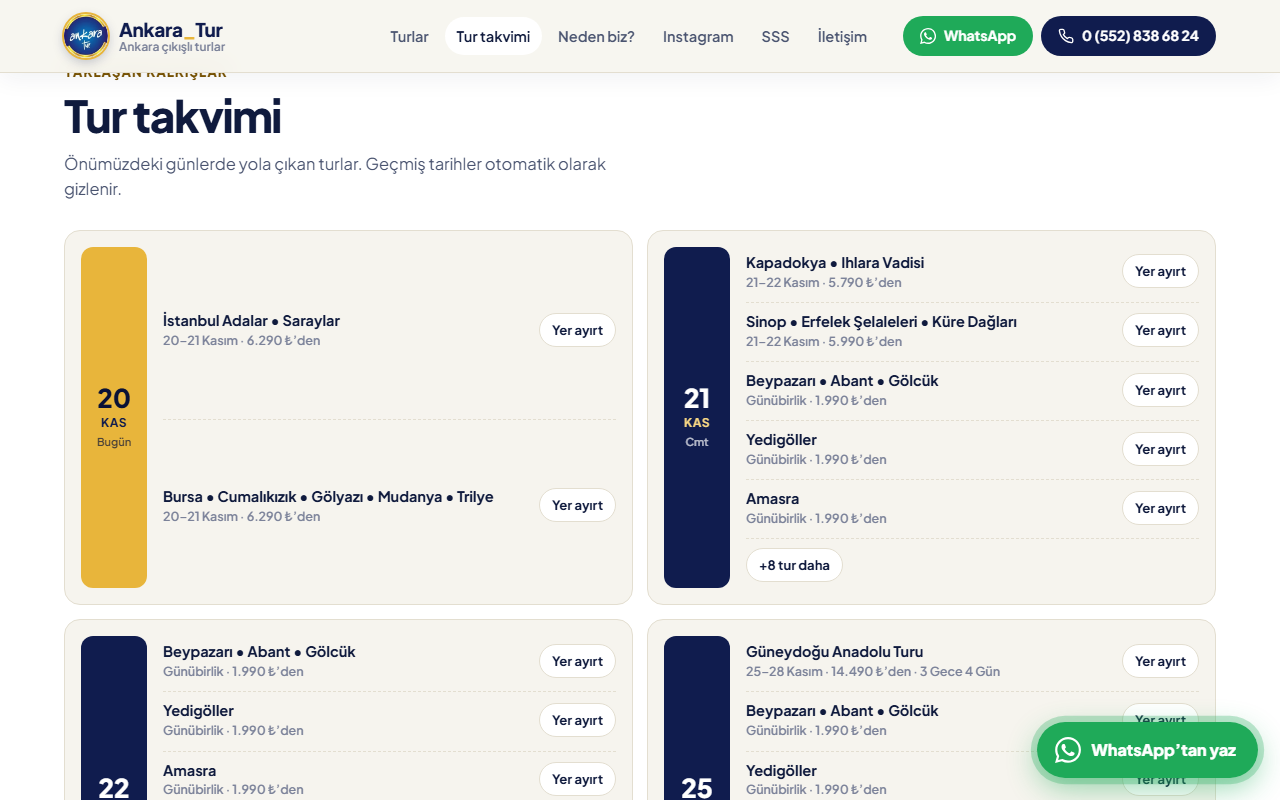 ankara
tur
Ankara_Tur
Ankara çıkışlı turlar
Turlar
Tur takvimi
Neden biz?
Instagram
SSS
İletişim
WhatsApp
0 (552) 838 68 24
YAKLAŞAN KALKIŞLAR
Tur takvimi
Önümüzdeki günlerde yola çıkan turlar. Geçmiş tarihler otomatik olarak
gizlenir.
20
KAS
Bugün
İstanbul Adalar • Saraylar
20–21 Kasım · 6.290 ₺'den
Yer ayırt
Bursa • Cumalıkızık • Gölyazı • Mudanya • Trilye
20–21 Kasım · 6.290 ₺'den
Yer ayırt
21
KAS
Cmt
Kapadokya • Ihlara Vadisi
21–22 Kasım · 5.790 ₺'den
Yer ayırt
Sinop • Erfelek Şelaleleri • Küre Dağları
21–22 Kasım · 5.990 ₺'den
Yer ayırt
Beypazarı • Abant • Gölcük
Günübirlik · 1.990 ₺'den
Yer ayırt
Yedigöller
Günübirlik · 1.990 ₺'den
Yer ayırt
Amasra
Günübirlik · 1.990 ₺'den
Yer ayırt
+8 tur daha
22
Beypazarı • Abant • Gölcük
Günübirlik · 1.990 ₺'den
Yer ayırt
Yedigöller
Günübirlik · 1.990 ₺'den
Yer ayırt
Amasra
Günübirlik · 1.990 ₺'den
Yer ayırt
25
Güneydoğu Anadolu Turu
25–28 Kasım · 14.490 ₺'den · 3 Gece 4 Gün
Yer ayırt
Beypazarı • Abant • Gölcük
Günübirlik · 1.990 ₺'den
Yer ayırt
Yedigöller
Günübirlik · 1.990 ₺'den
Yer ayırt
WhatsApp'tan yaz